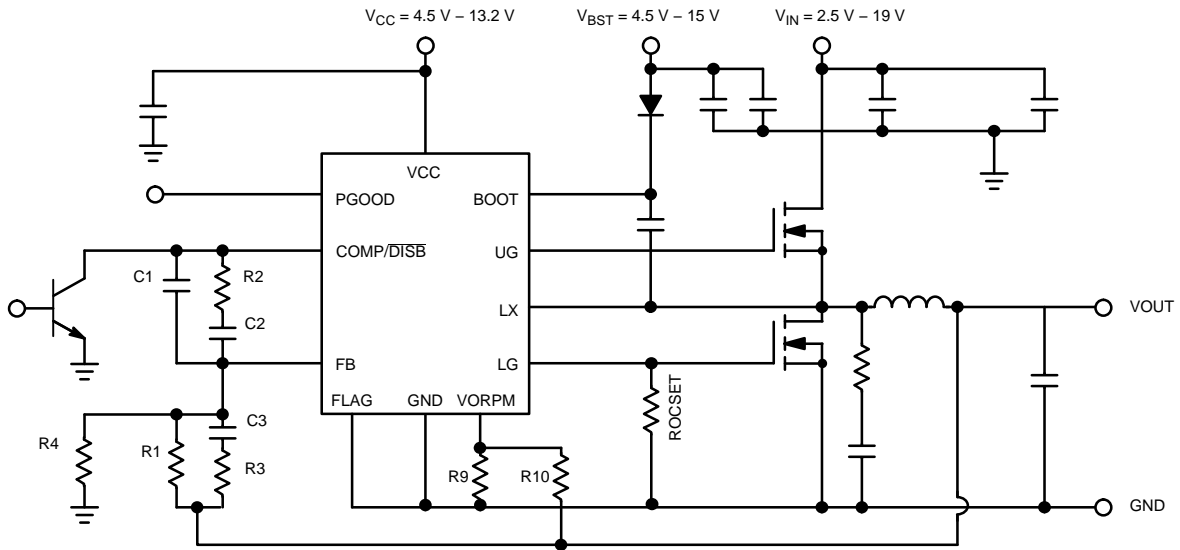 VCC = 4.5 V − 13.2 V
VBST = 4.5 V − 15 V
VIN = 2.5 V − 19 V
VCC
PGOOD
BOOT
COMP/DISB
UG
C1
R2
C2
LX
VOUT
FB
LG
FLAG
GND
VORPM
ROCSET
C3
R4
R1
R3
R9
R10
GND